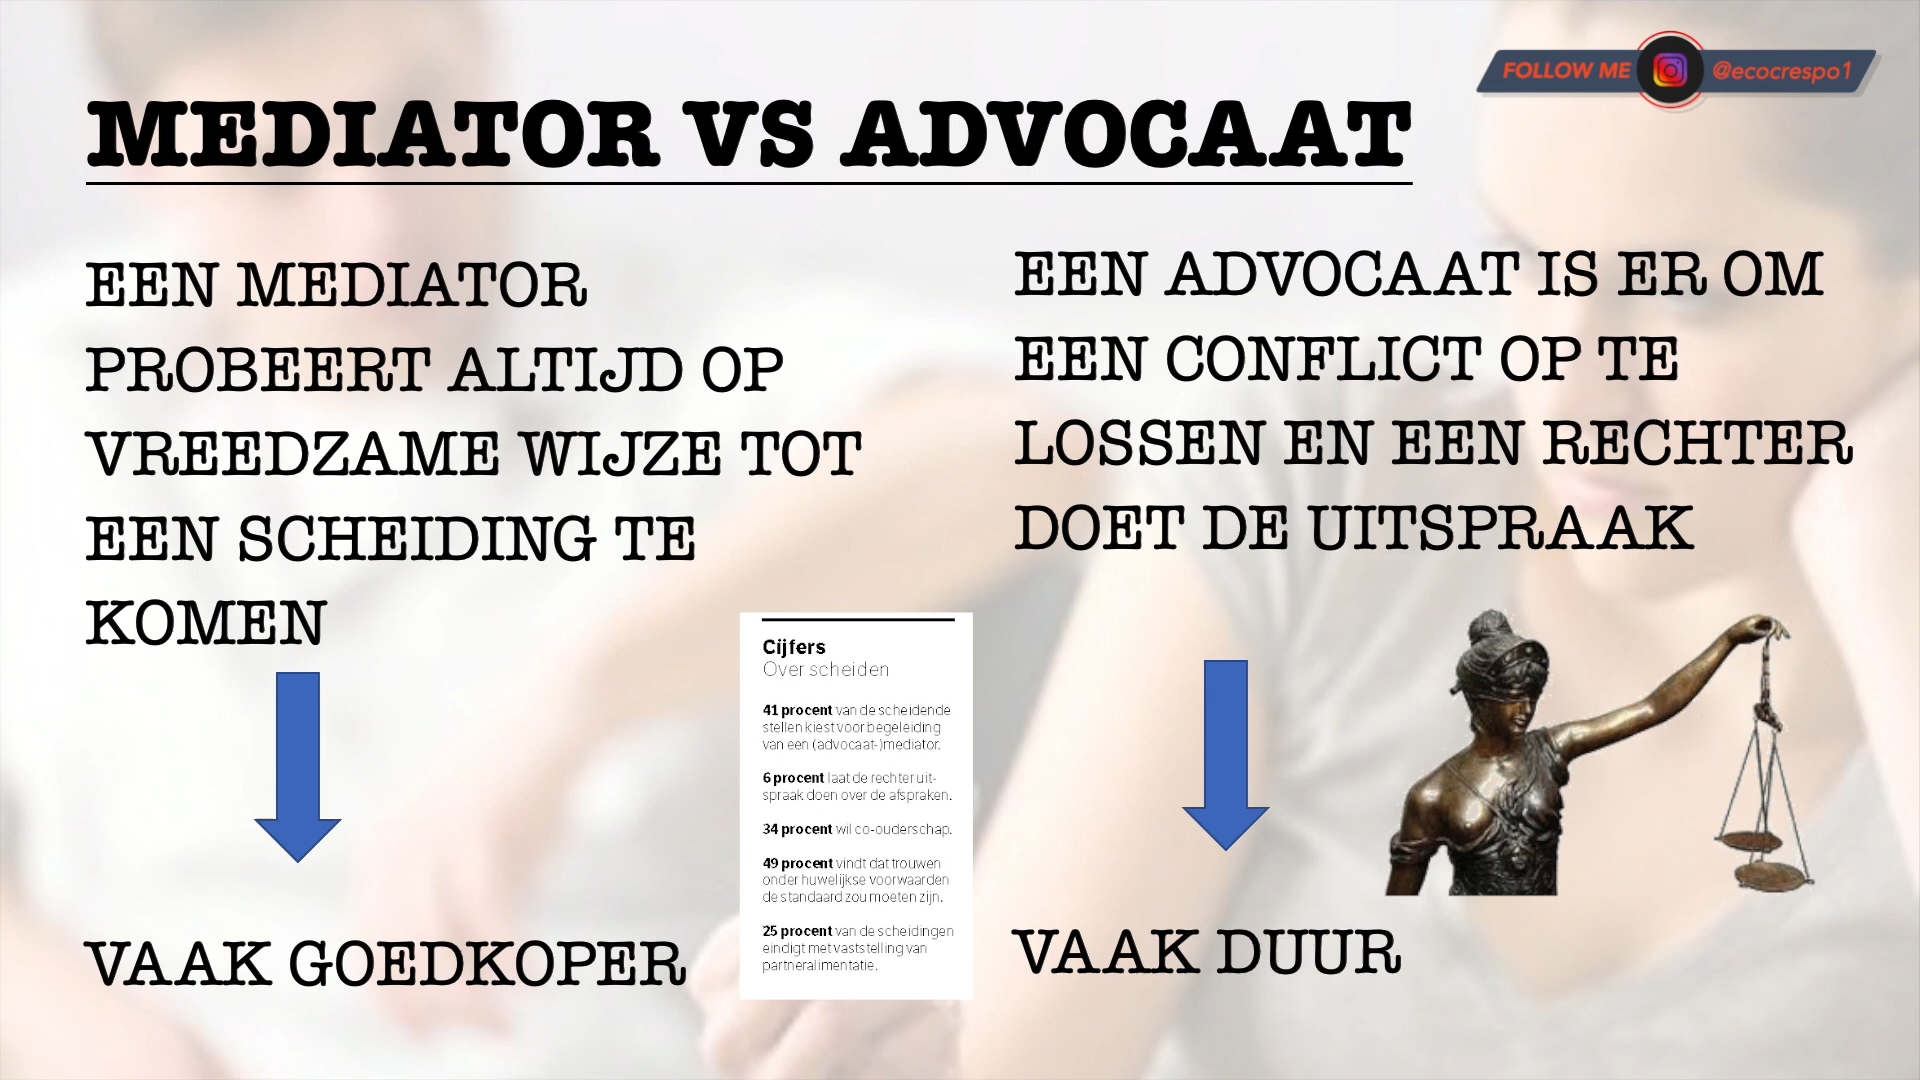 FOLLOW ME @ecocrespo1
MEDIATOR VS ADVOCAAT
EEN MEDIATOR
PROBEERT ALTIJD OP
VREEDZAME WIJZE TOT
EEN SCHEIDING TE
KOMEN
VAAK GOEDKOPER
Cijfers
Over scheiden
41 procent van de scheidende
stellen kiest voor begeleiding
van een (advocaat-)mediator.
6 procent laat de rechter uit-
spraak doen over de afspraken.
34 procent wil co-ouderschap.
49 procent vindt dat trouwen
onder huwelijkse voorwaarden
de standaard zou moeten zijn.
25 procent van de scheidingen
eindigt met vaststelling van
partneralimentatie.
EEN ADVOCAAT IS ER OM
EEN CONFLICT OP TE
LOSSEN EN EEN RECHTER
DOET DE UITSPRAAK
VAAK DUUR